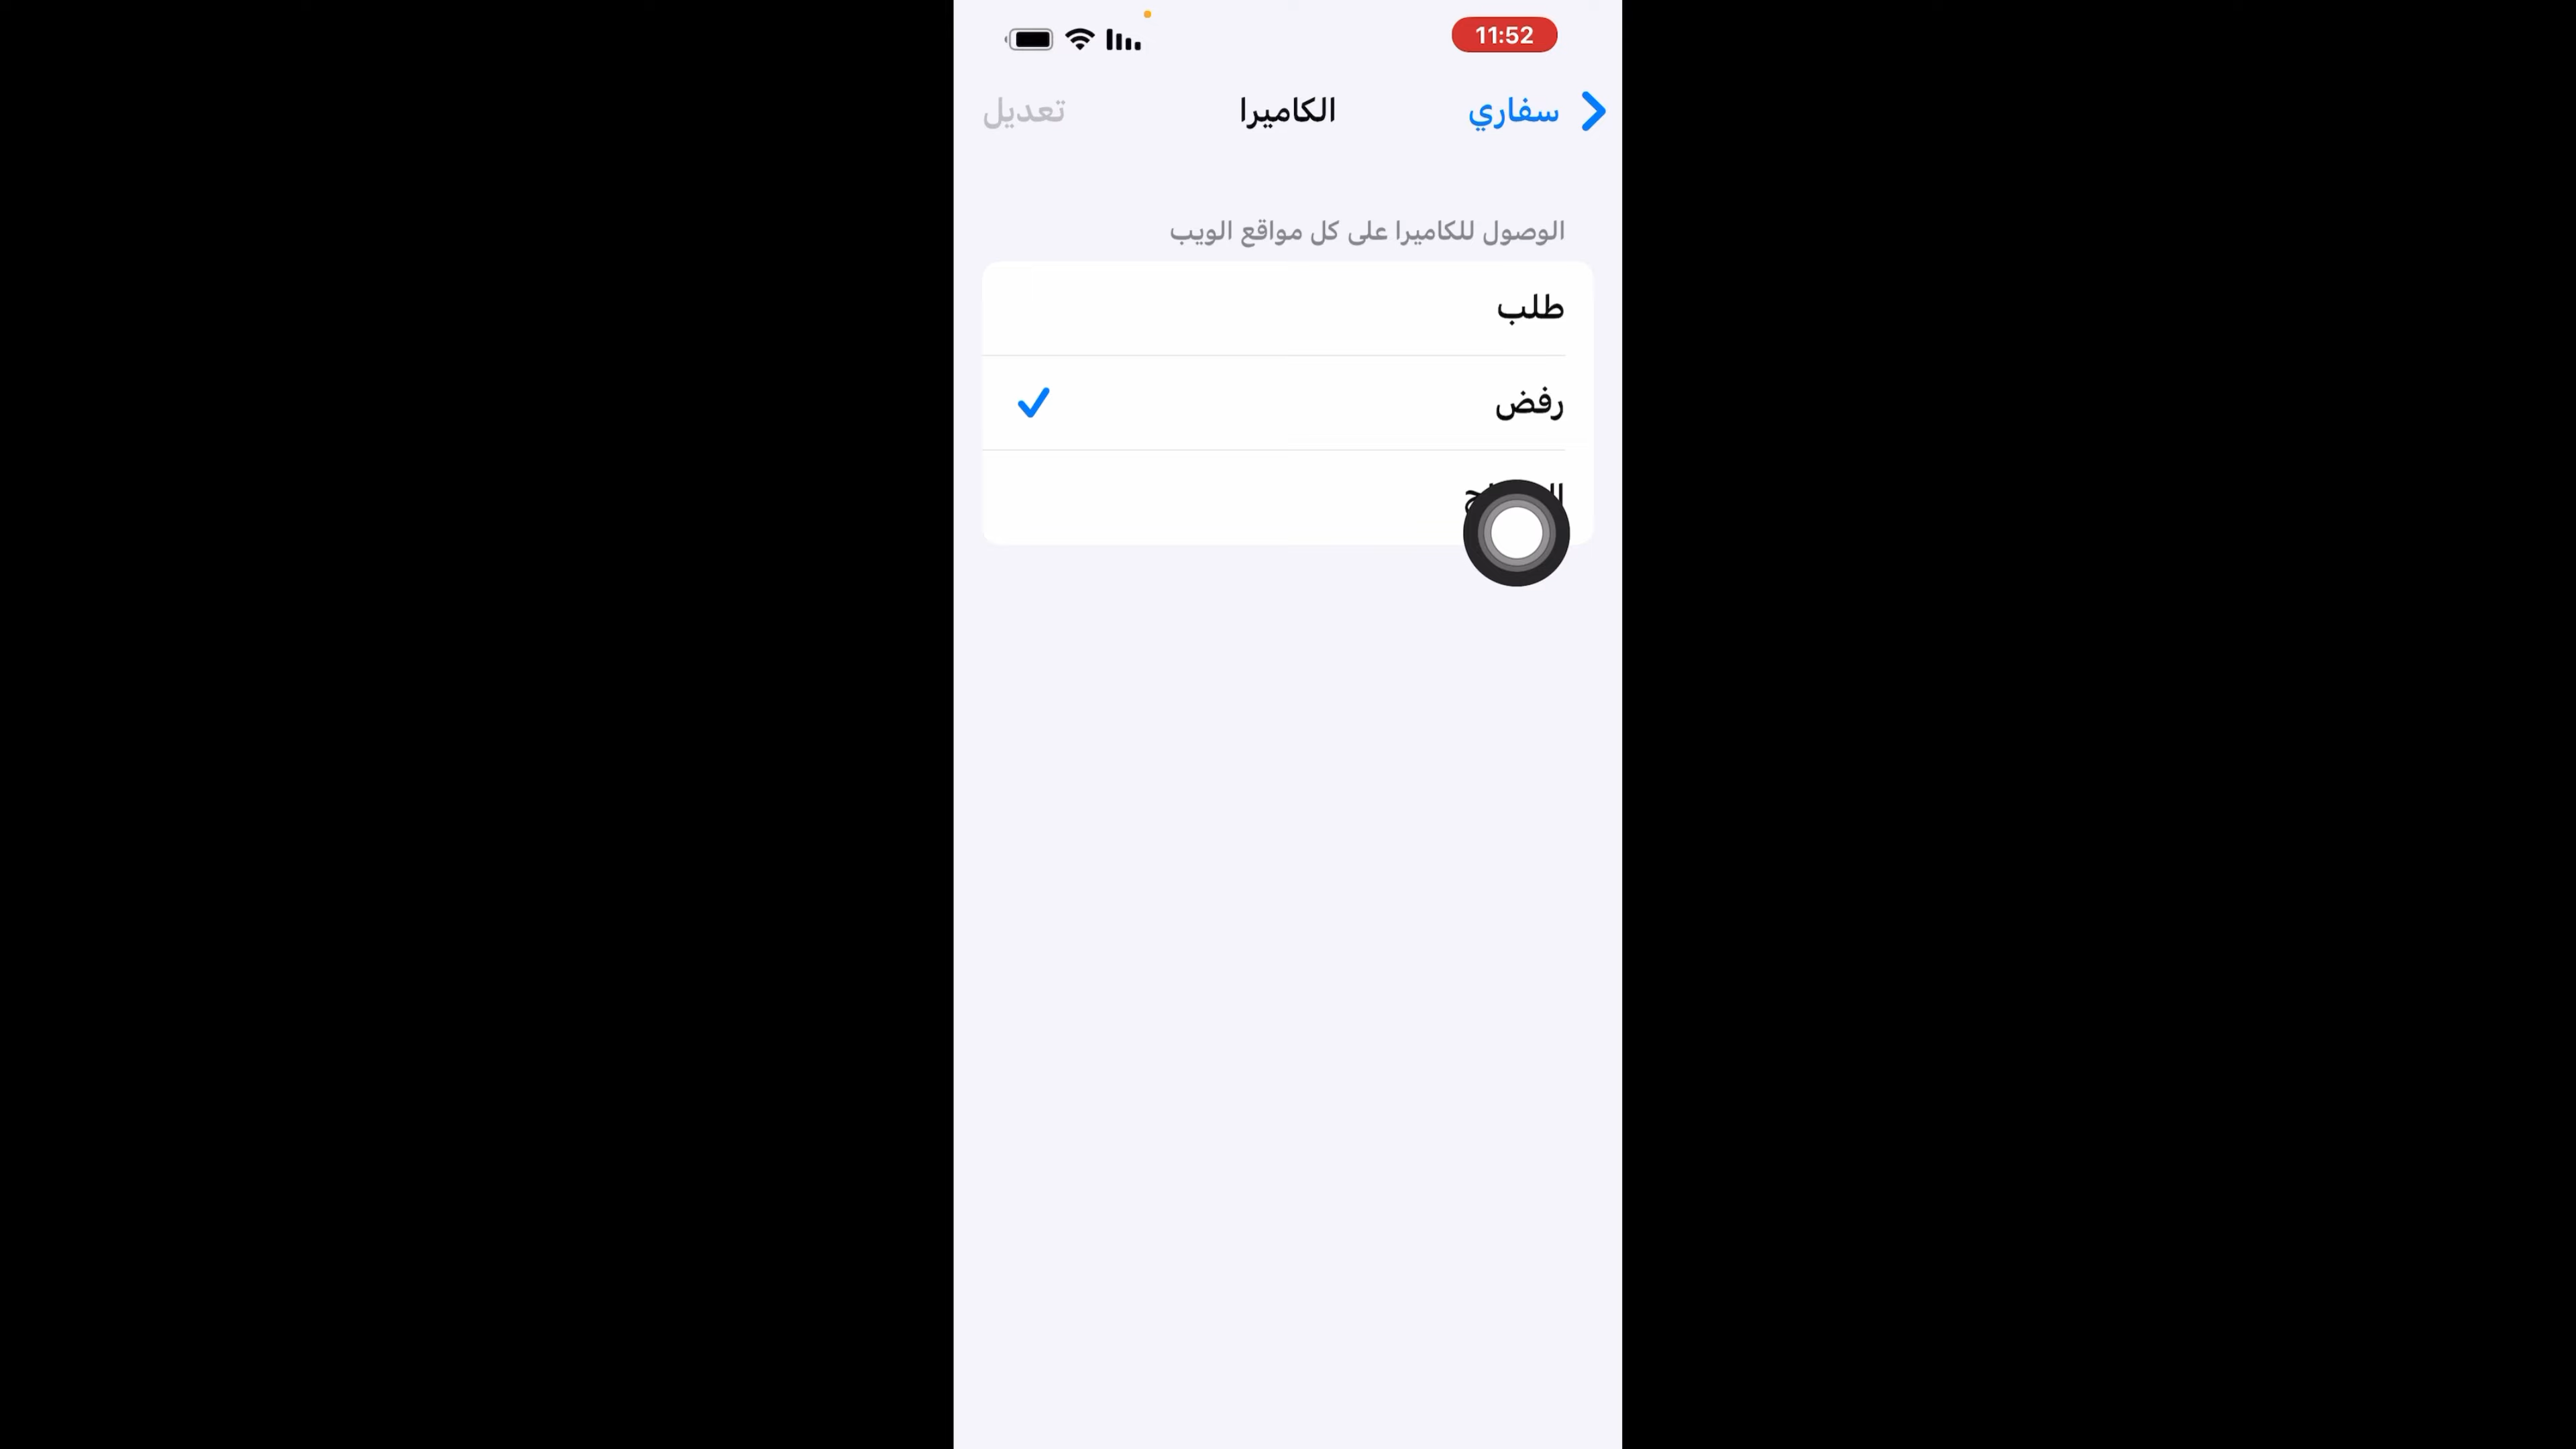 11:52
سفاري
الكاميرا
تعديل
الوصول للكاميرا على كل مواقع الويب
طلب
رفض